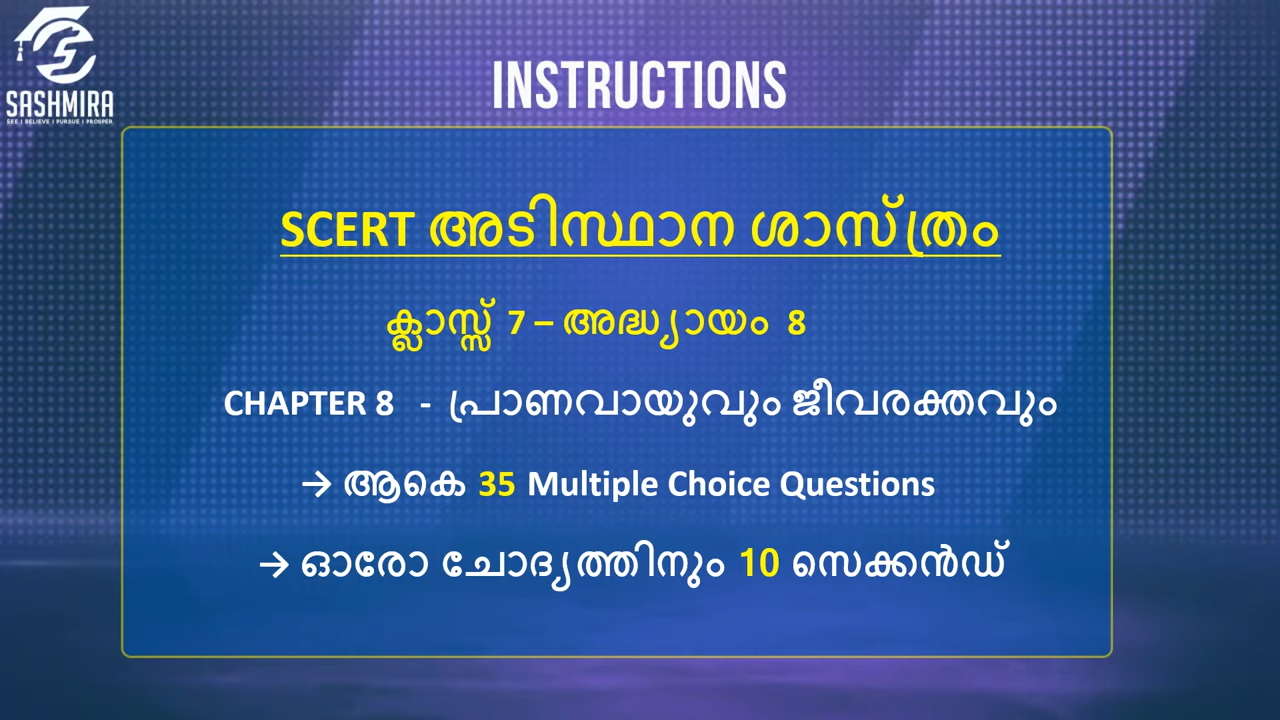 SASHMIRA
SEE I BELIEVE I PURSUE I PROSPER
INSTRUCTIONS
SCERT അടിസ്ഥാന ശാസ്ത്രം
ക്ലാസ്സ് 7 – അദ്ധ്യായം 8
CHAPTER 8 - പ്രാണവായുവും ജീവരക്തവും
→ ആകെ 35 Multiple Choice Questions
→ ഓരോ ചോദ്യത്തിനും 10 സെക്കൻഡ്